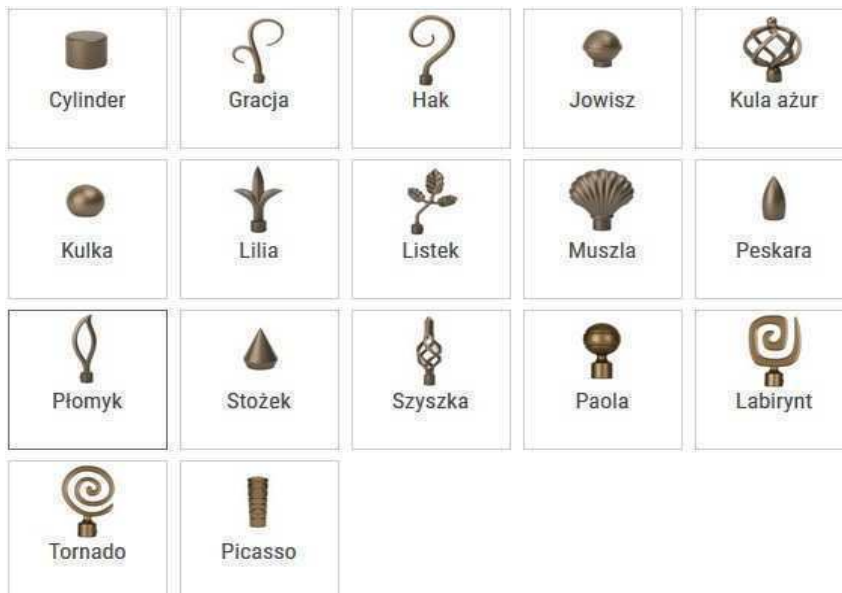 Cylinder
Gracja
Hak
Jowisz
Kula ażur
Kulka
Lilia
Listek
Muszla
Peskara
Płomyk
Stożek
Szyszka
Paola
Labirynt
Tornado
Picasso